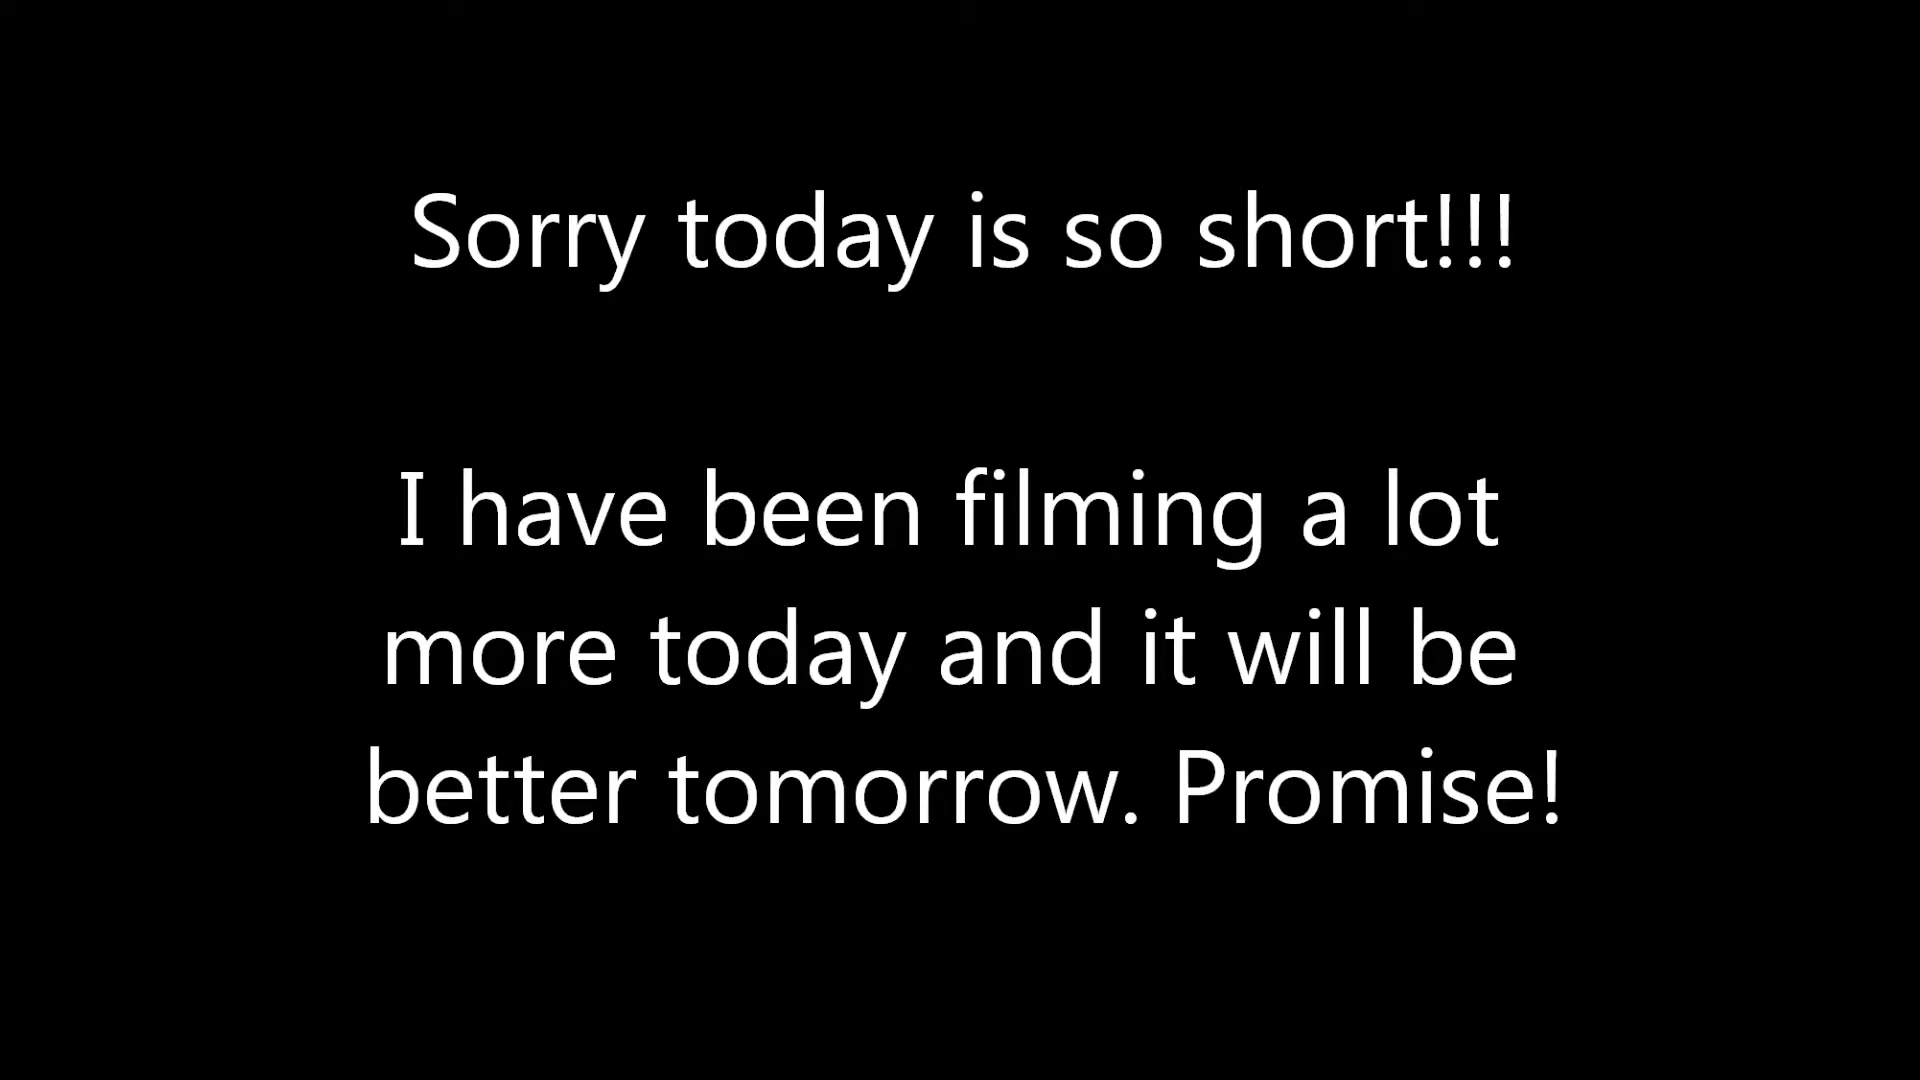 Sorry today is so short!!!
I have been filming a lot
more today and it will be
better tomorrow. Promise!